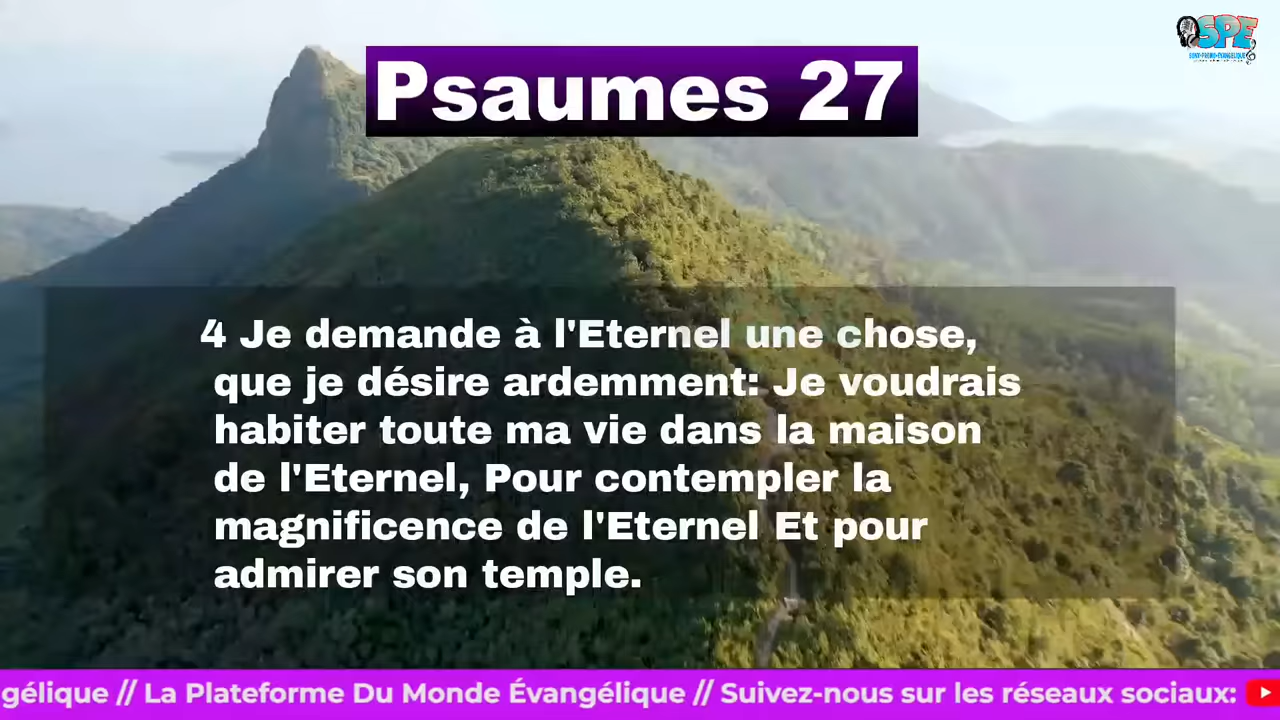 SPE
Psaumes 27
4 Je demande à l'Eternel une chose,
que je désire ardemment: Je voudrais
habiter toute ma vie dans la maison
de l'Eternel, Pour contempler la
magnificence de l'Eternel Et pour
admirer son temple.
gélique // La Plateforme Du Monde Évangélique // Suivez-nous sur les réseaux sociaux: